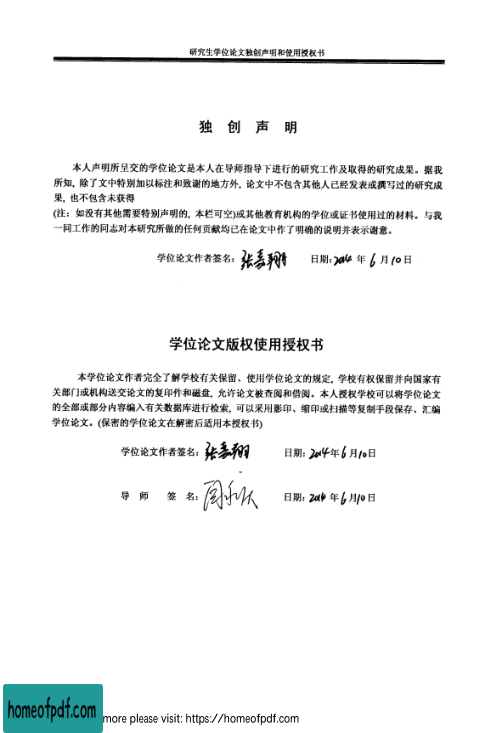 研究生学位论文独创声明和使用授权书
独 创 声 明
本人声明所呈交的学位论文是本人在导师指导下进行的研究工作及取得的研究成果。据我
所知, 除了文中特别加以标注和致谢的地方外, 论文中不包含其他人已经发表或撰写过的研究成
果, 也不包含未获得
(注：如没有其他需要特别声明的, 本栏可空)或其他教育机构的学位或证书使用过的材料。与我
一同工作的同志对本研究所做的任何贡献均已在论文中作了明确的说明并表示谢意。
学位论文作者签名：张嘉翔 日期: 2014 年 6 月 10 日
学位论文版权使用授权书
本学位论文作者完全了解学校有关保留、使用学位论文的规定, 学校有权保留并向国家有
关部门或机构送交论文的复印件和磁盘, 允许论文被查阅和借阅。本人授权学校可以将学位论文
的全部或部分内容编入有关数据库进行检索, 可以采用影印、缩印或扫描等复制手段保存、汇编
学位论文。(保密的学位论文在解密后适用本授权书)
学位论文作者签名：张嘉翔 日期: 2014 年 6 月 10 日
导 师 签 名: 日期: 2014 年 6 月 10 日
homeofpdf.com
more please visit: https://homeofpdf.com